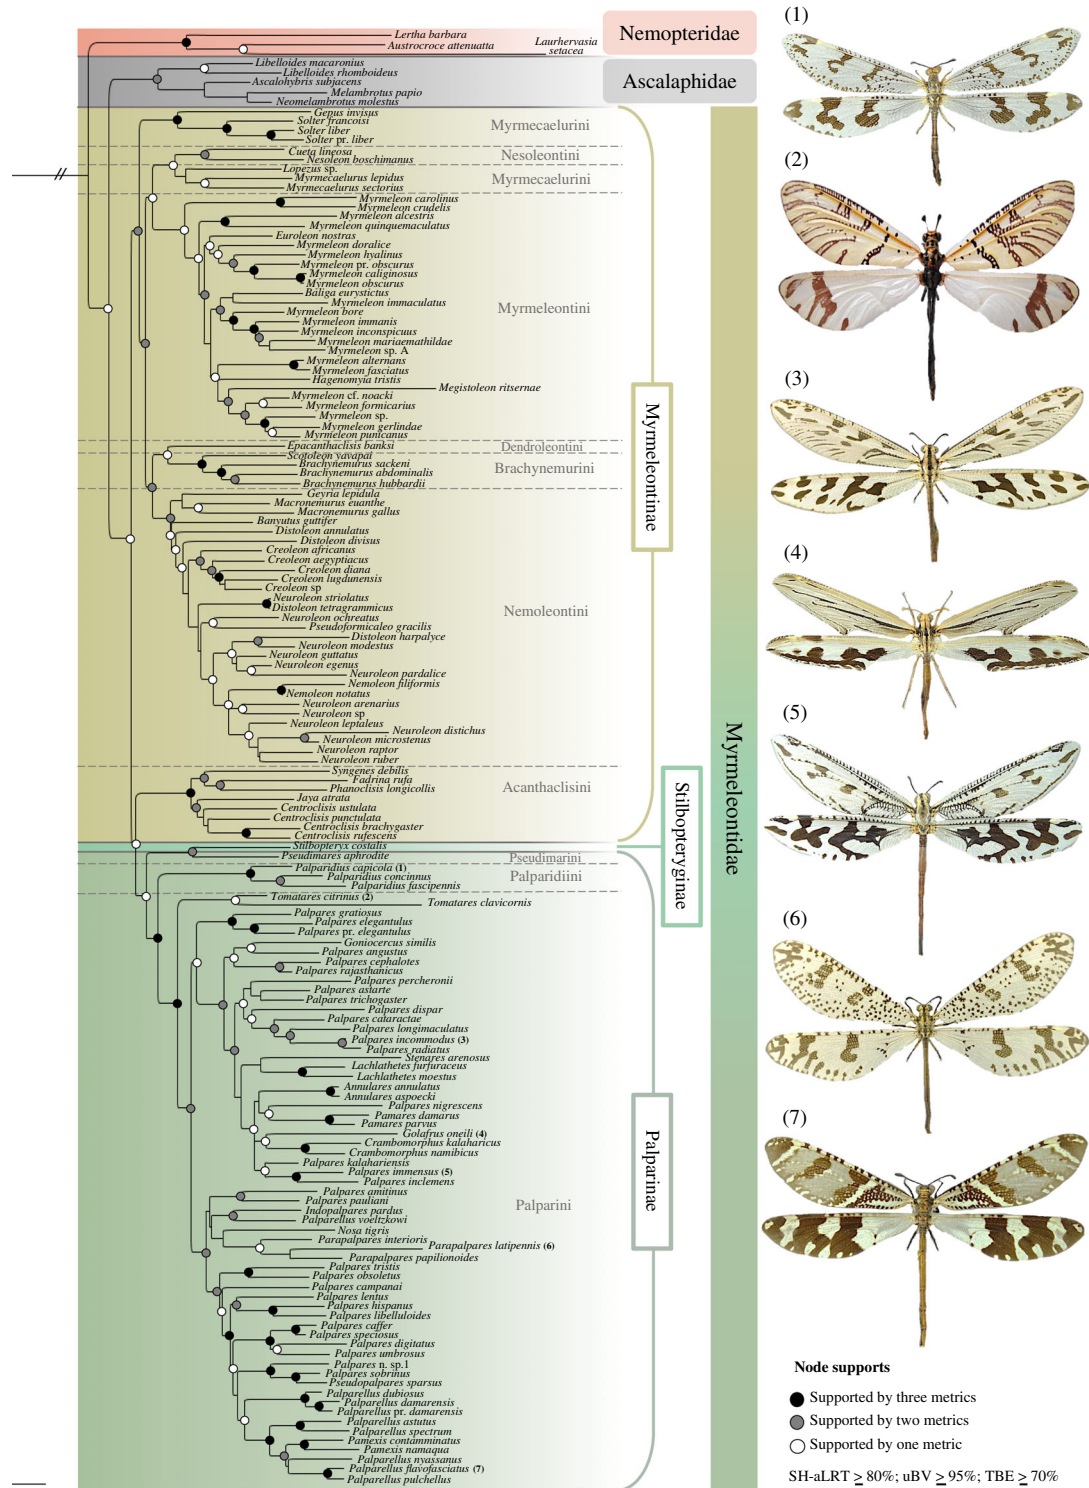 Lertha barbara
Austrocroce attenuatta
Laurhervasia
setacea
Nemopteridae
Libelloides macaronius
Libelloides rhomboideus
Ascalohybris subjacens
Melambrotus papio
Neomelambrotus molestus
Ascalaphidae
Gepus invisus
Solter francoisi
Solter liber
Solter pr. liber
Myrmecaelurini
Cueta lineosa
Nesoleon boschimanus
Nesoleontini
Lopezus sp.
Myrmecaelurus lepidus
Myrmecaelurus sectorius
Myrmecaelurini
Myrmeleon carolinus
Myrmeleon crudelis
Myrmeleon alcestris
Myrmeleon quinquemaculatus
Euroleon nostras
Myrmeleon doralice
Myrmeleon hyalinus
Myrmeleon pr. obscurus
Myrmeleon caliginosus
Myrmeleon obscurus
Baliga eurystictus
Myrmeleon immaculatus
Myrmeleon bore
Myrmeleon immanis
Myrmeleon inconspicuus
Myrmeleon mariaemathildae
Myrmeleon sp. A
Myrmeleon alternans
Myrmeleon fasciatus
Hagenomyia tristis
Megistoleon ritsernae
Myrmeleon cf. noacki
Myrmeleon formicarius
Myrmeleon sp.
Myrmeleon gerlindae
Myrmeleon punicanus
Myrmeleontini
Epacanthaclisis banksi
Dendroleontini
Scotoleon yavapai
Brachynemurus sackeni
Brachynemurus abdominalis
Brachynemurus hubbardii
Brachynemurini
Geyria lepidula
Macronemurus euanthe
Macronemurus gallus
Banyutus guttifer
Distoleon annulatus
Distoleon divisus
Creoleon africanus
Creoleon aegyptiacus
Creoleon diana
Creoleon lugdunensis
Creoleon sp
Neuroleon striolatus
Distoleon tetragrammicus
Neuroleon ochreatus
Pseudoformicaleo gracilis
Distoleon harpalyce
Neuroleon modestus
Neuroleon guttatus
Neuroleon egenus
Neuroleon pardalice
Nemoleon filiformis
Nemoleon notatus
Neuroleon arenarius
Neuroleon sp
Neuroleon leptaleus
Neuroleon distichus
Neuroleon microstenus
Neuroleon raptor
Neuroleon ruber
Nemoleontini
Syngenes debilis
Fadrina rufa
Phanoclisis longicollis
Jaya atrata
Centroclisis ustulata
Centroclisis punctulata
Centroclisis brachygaster
Centroclisis rufescens
Acanthaclisini
Myrmeleontinae
Stilbopteryx costalis
Stilbopteryginae
Pseudimares aphrodite
Pseudimarini
Palparidius capicola (1)
Palparidius concinnus
Palparidius fascipennis
Palparidiini
Tomatares citrinus (2)
Tomatares clavicornis
Palpares gratiosus
Palpares elegantulus
Palpares pr. elegantulus
Goniocercus similis
Palpares angustus
Palpares cephalotes
Palpares rajasthanicus
Palpares percheronii
Palpares astarte
Palpares trichogaster
Palpares dispar
Palpares calaractae
Palpares longimaculatus
Palpares incommodus (3)
Palpares radiatus
Stenares arenosus
Lachlathetes furfuraceus
Lachlathetes moestus
Annulares annulatus
Annulares aspoecki
Palpares nigrescens
Pamares damarus
Pamares parvus
Golafrus oneili (4)
Crambomorphus kalaharicus
Crambomorphus namibicus
Palpares kalahariensis
Palpares immensus (5)
Palpares inclemens
Palpares amitinus
Palpares pauliani
Indopalpares pardus
Palparellus voeltzkowi
Nosa tigris
Parapalpares interioris
Parapalpares latipennis (6)
Parapalpares papilionoides
Palpares tristis
Palpares obsoletus
Palpares campanai
Palpares lentus
Palpares hispanus
Palpares libelluloides
Palpares caffer
Palpares speciosus
Palpares digitatus
Palpares umbrosus
Palpares n. sp.1
Palpares sobrinus
Pseudopalpares sparsus
Palparellus dubiosus
Palparellus damarensis
Palparellus pr. damarensis
Palparellus astutus
Palparellus spectrum
Pamexis contamminatus
Pamexis namaqua
Palparellus nyassanus
Palparellus flavofasciatus (7)
Palparellus pulchellus
Palparini
Palparinae
Myrmeleontidae
(1)
(2)
(3)
(4)
(5)
(6)
(7)
Node supports
Supported by three metrics
Supported by two metrics
Supported by one metric
SH-aLRT ≥ 80%; uBV ≥ 95%; TBE ≥ 70%